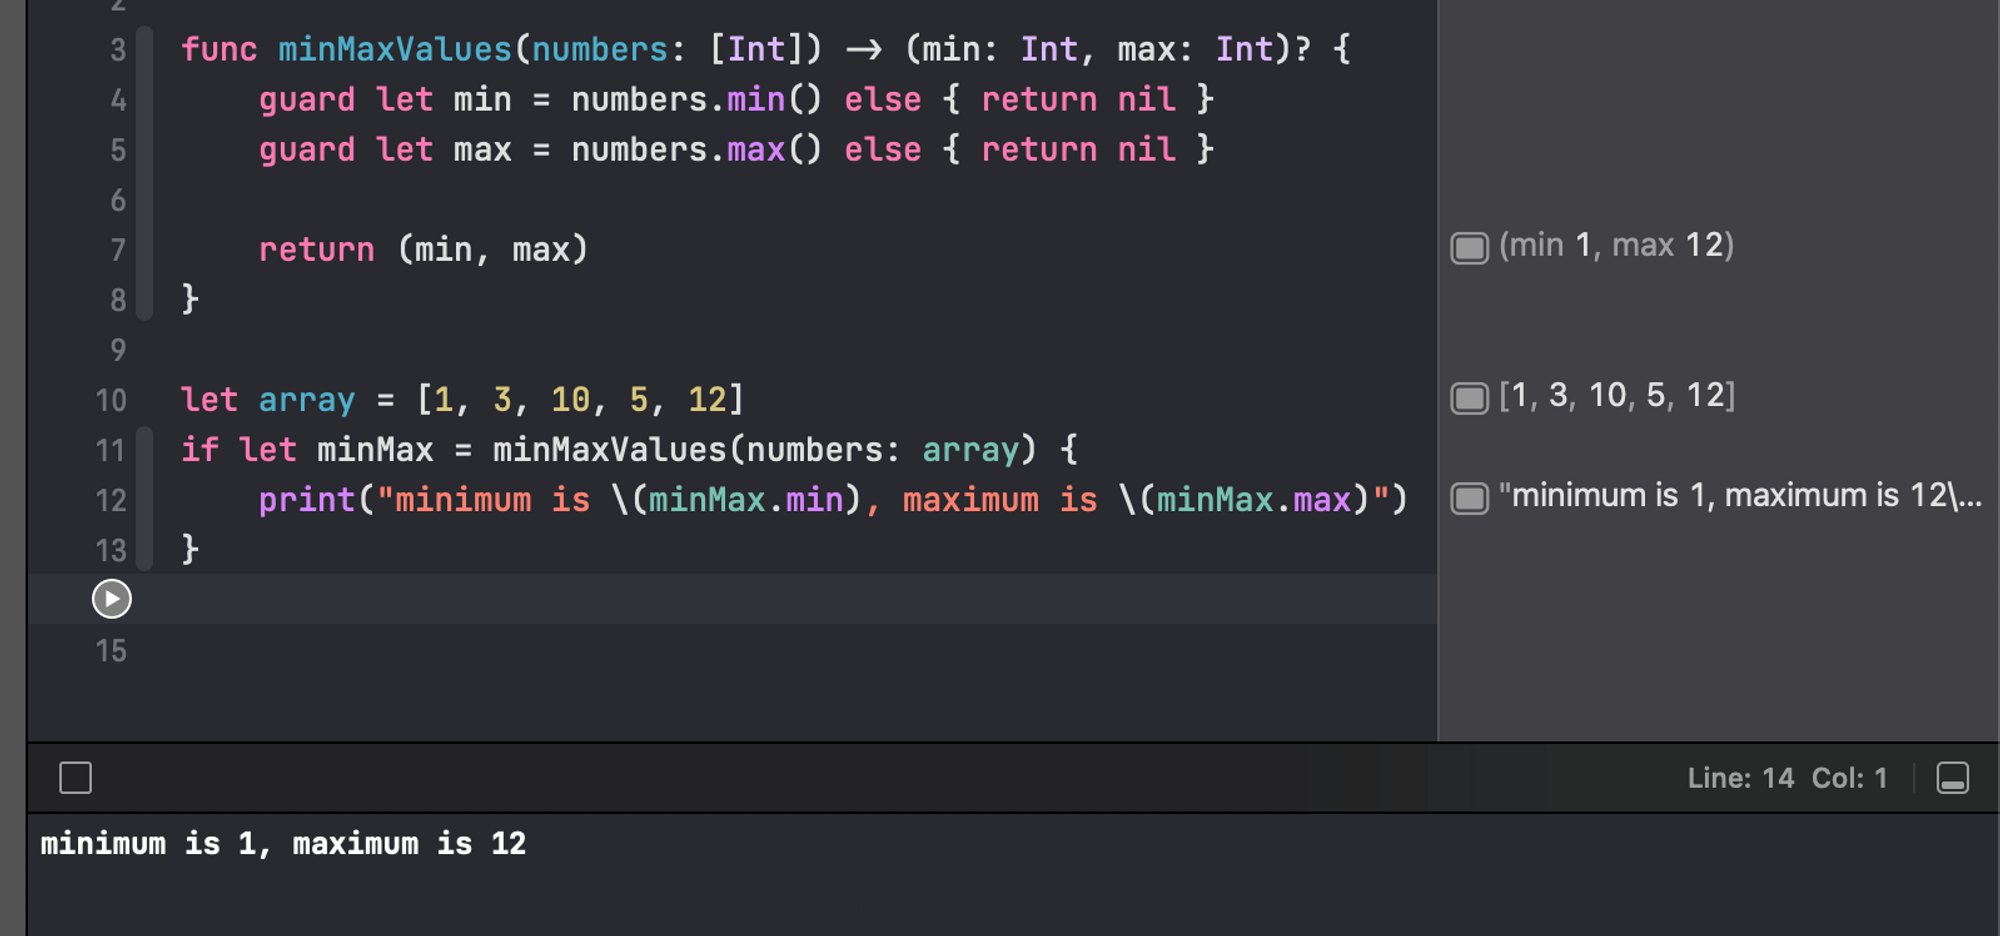 2
3 func minMaxValues(numbers: [Int]) -> (min: Int, max: Int)? {
4 guard let min = numbers.min() else { return nil }
5 guard let max = numbers.max() else { return nil }
6
7 return (min, max)
(min 1, max 12)
8 }
9
10 let array = [1, 3, 10, 5, 12]
[1, 3, 10, 5, 12]
11 if let minMax = minMaxValues(numbers: array) {
12 print("minimum is \(minMax.min), maximum is \(minMax.max)")
"minimum is 1, maximum is 12\...
13 }
15
Line: 14 Col: 1
minimum is 1, maximum is 12